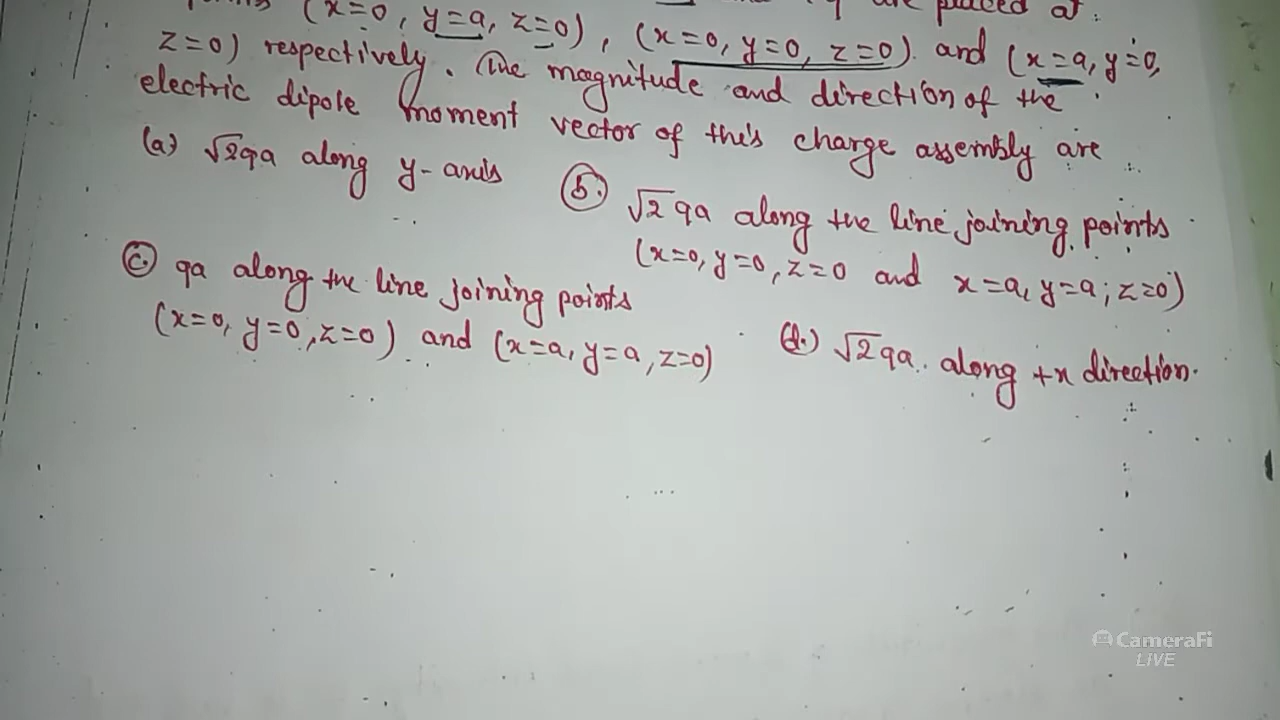 (x=0, y=a, z=0), (x=0, y=0, z=0) and (x=a, y=0,
z=0) respectively. The magnitude and direction of the
electric dipole moment vector of this charge assembly are
(a) √2qa along y-axis
(b. √2qa along the line joining points
(x=0, y=0, z=0 and x=a, y=a; z=0)
(c.) qa along the line joining points
(x=0, y=0, z=0) and (x=a, y=a, z=0)
(d.) √2qa. along +x direction.
CameraFi
LIVE